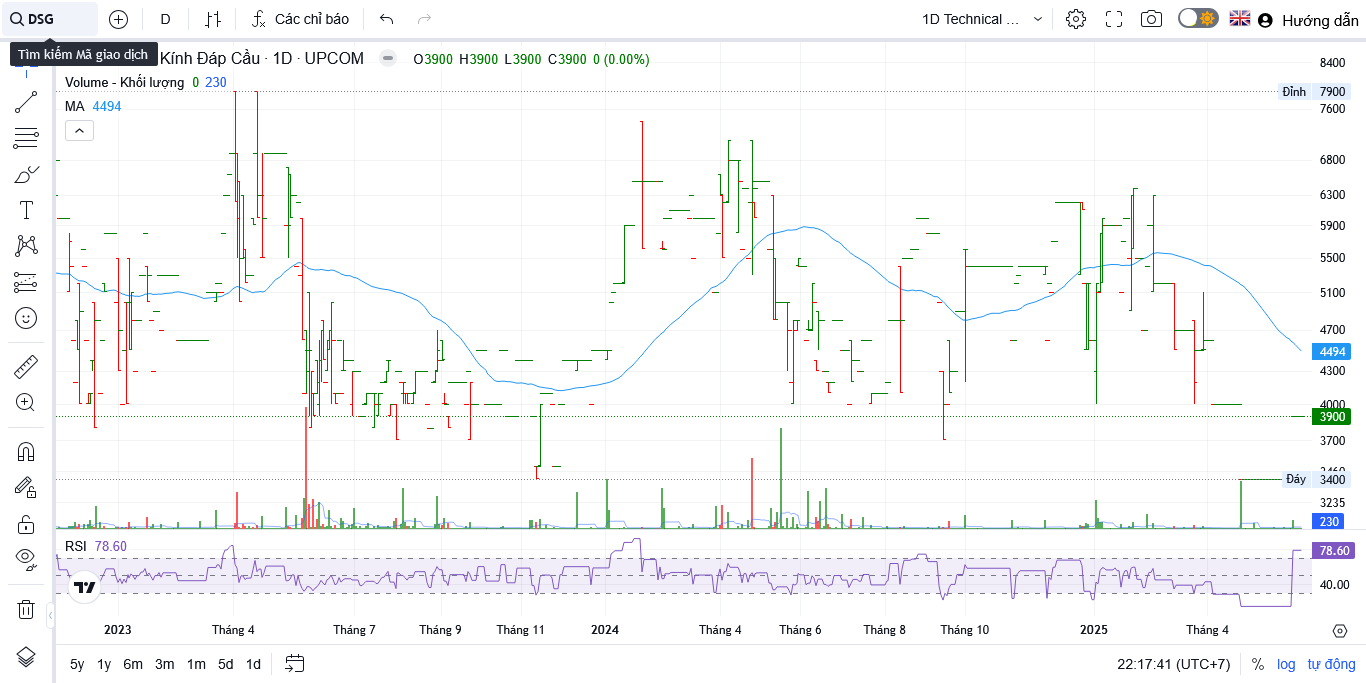 DSG
D
Các chỉ báo
1D Technical ...
Hướng dẫn
Tìm kiếm Mã giao dịch
Kính Đáp Cầu · 1D · UPCOM
O3900 H3900 L3900 C3900 0 (0.00%)
Volume - Khối lượng 0 230
MA 4494
8400
Đỉnh 7900
7600
6800
6300
5900
5500
5100
4700
4494
4300
4000
3900
3700
3460
Đáy 3400
3235
230
RSI 78.60
78.60
40.00
2023 Tháng 4 Tháng 7 Tháng 9 Tháng 11 2024 Tháng 4 Tháng 6 Tháng 8 Tháng 10 2025 Tháng 4
5y 1y 6m 3m 1m 5d 1d
22:17:41 (UTC+7) % log tự động